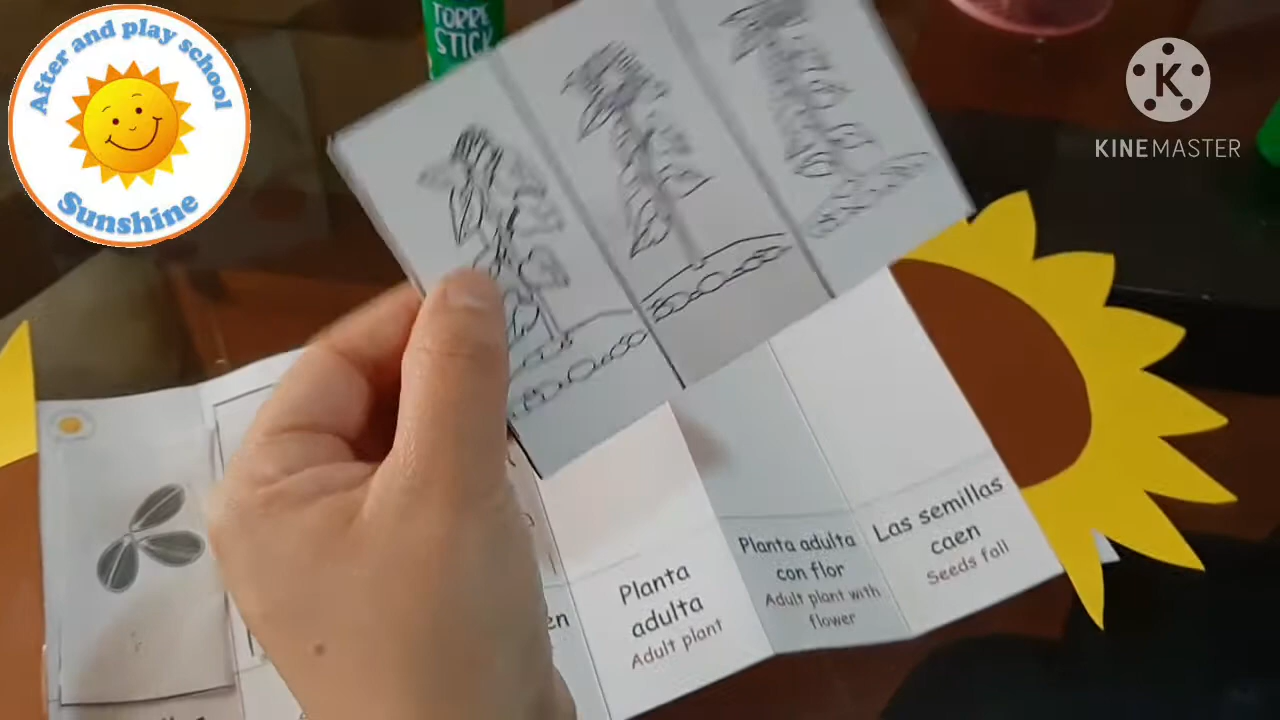 After and play school
Sunshine
TORRE
STICK
KINEMASTER
Planta
adulta
Adult plant
Planta adulta
con flor
Adult plant with
flower
Las semillas
caen
Seeds fall